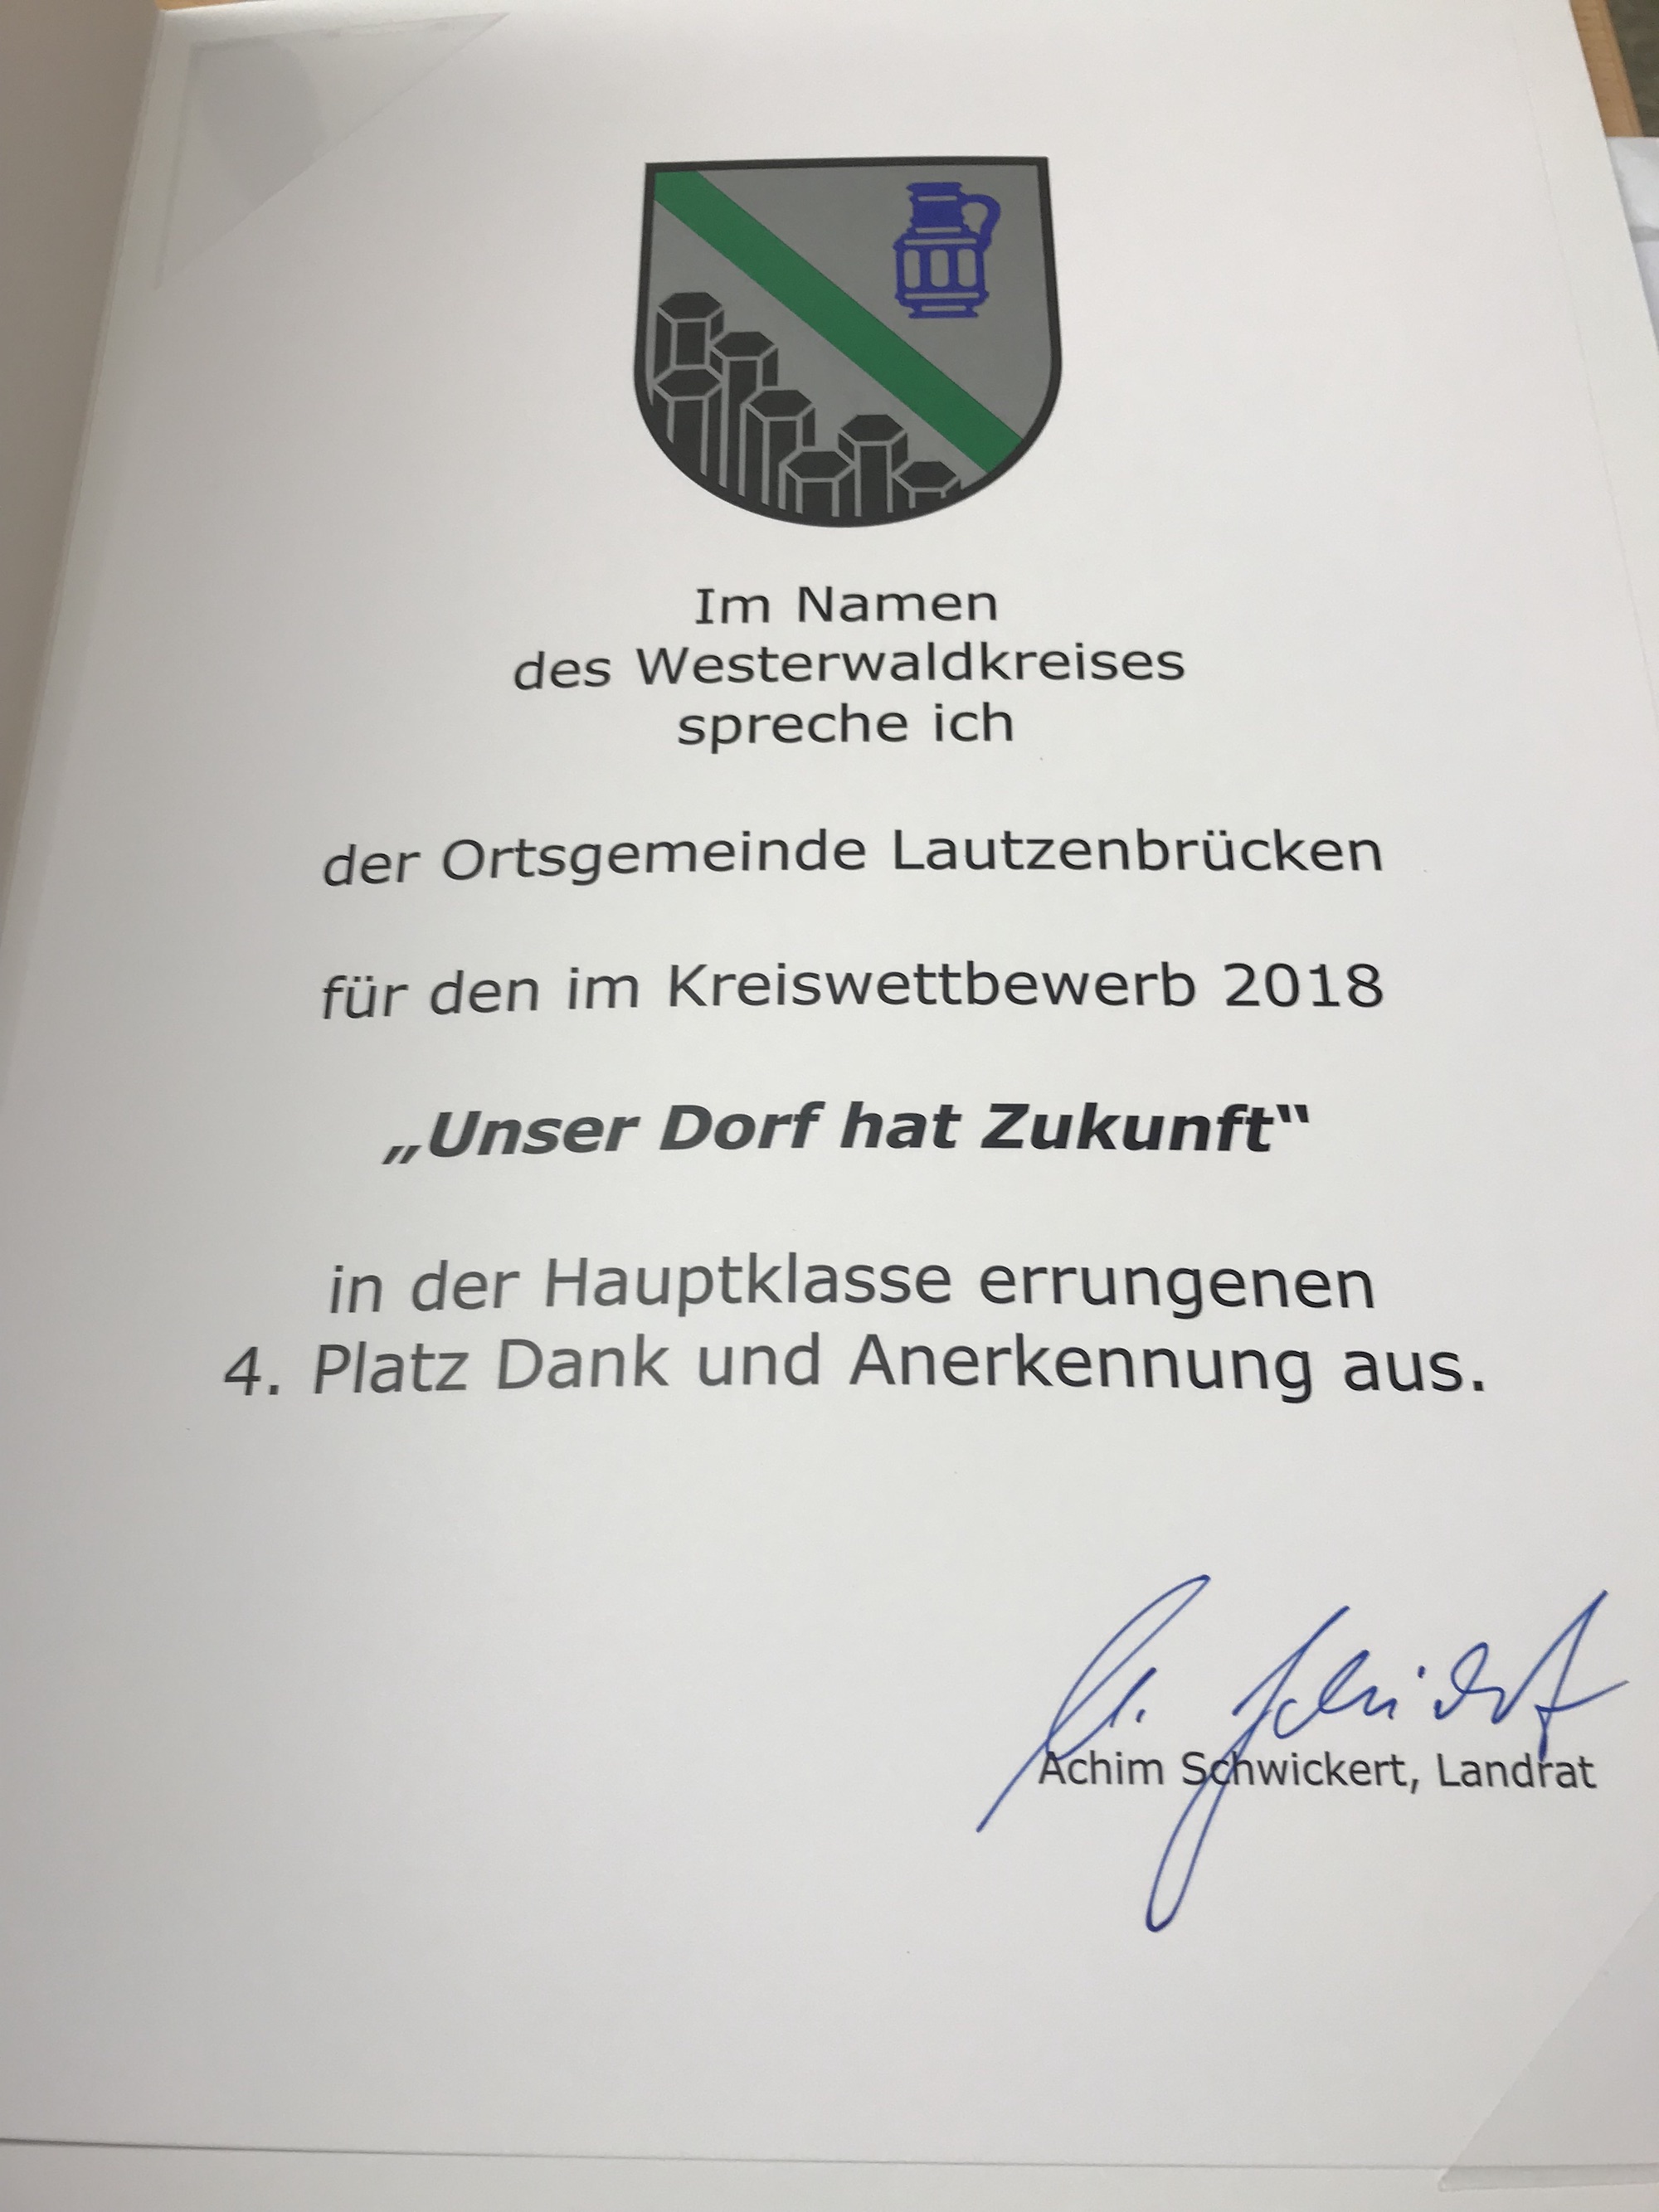 Im Namen
des Westerwaldkreises
spreche ich
der Ortsgemeinde Lautzenbrücken
für den im Kreiswettbewerb 2018
„Unser Dorf hat Zukunft“
in der Hauptklasse errungenen
4. Platz Dank und Anerkennung aus.
Achim Schwickert, Landrat